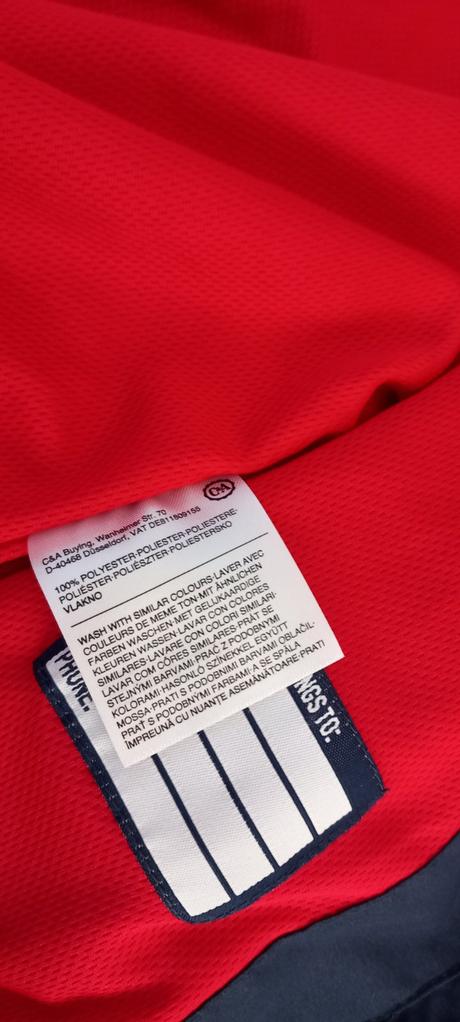 C&A
C&A Buying, Wanheimer Str. 70
D-40468 Düsseldorf, VAT DE811809155
100% POLYESTER·POLIESTER·POLIESTERE·
POLIÉSTER·POLIÉSZTER·POLIESTERSKO
VLAKNO
WASH WITH SIMILAR COLOURS·LAVER AVEC
COULEURS DE MEME TON·MIT ÄHNLICHEN
FARBEN WASCHEN·MET GELIJKAARDIGE
KLEUREN WASSEN·LAVAR CON COLORES
SIMILARES·LAVARE CON COLORI SIMILARI·
LAVAR COM CÔRES SIMILARES·PRAT SE
STEJNÝMI BARVAMI·PRAĆ Z PODOBNYMI
KOLORAMI·HASONLÓ SZÍNEKKEL EGYÜTT
MOSSA·PRATI S PODOBNIMI BARVAMI OBLAČIL·
PRAŤ S PODOBNÝMI FARBAMI·A SE SPĂLA
ÎMPREUNĂ CU NUANȚE ASEMĂNĂTOARE PRATI
PHONE:
NGS TO: